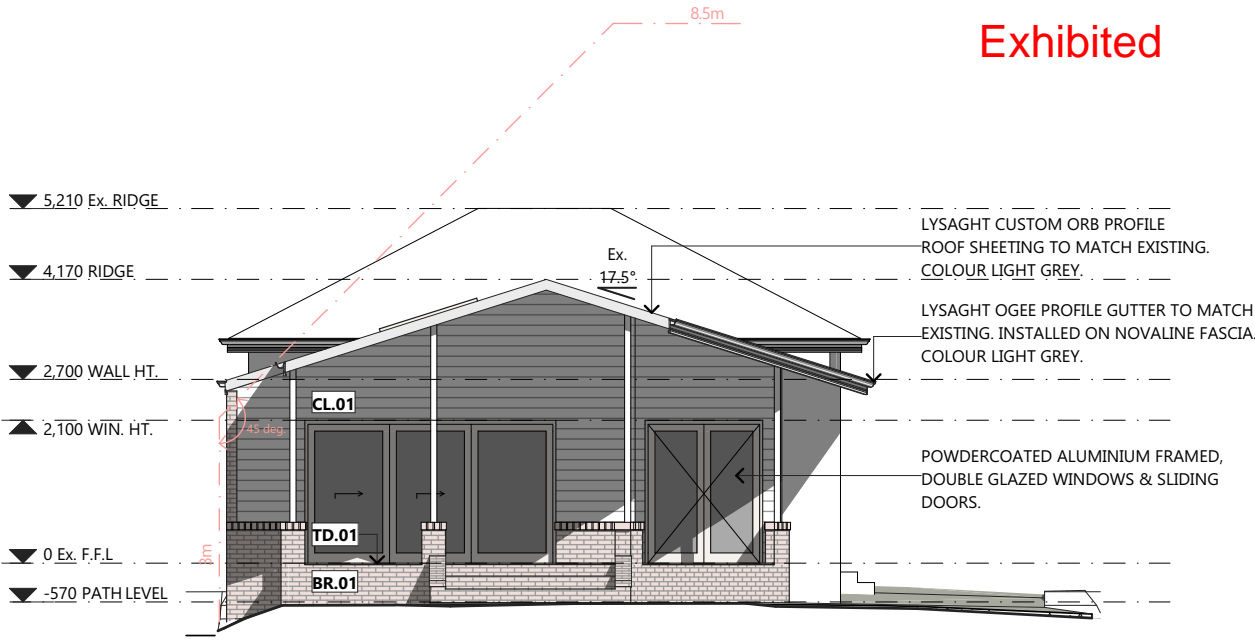 8.5m
Exhibited
5,210 Ex. RIDGE
LYSAGHT CUSTOM ORB PROFILE
ROOF SHEETING TO MATCH EXISTING.
COLOUR LIGHT GREY.
Ex.
17.5°
4,170 RIDGE
LYSAGHT OGEE PROFILE GUTTER TO MATCH
EXISTING. INSTALLED ON NOVALINE FASCIA.
COLOUR LIGHT GREY.
2,700 WALL HT.
CL.01
2,100 WIN. HT.
45 deg.
POWDERCOATED ALUMINIUM FRAMED,
DOUBLE GLAZED WINDOWS & SLIDING
DOORS.
TD.01
0 Ex. F.F.L
3m
BR.01
-570 PATH LEVEL